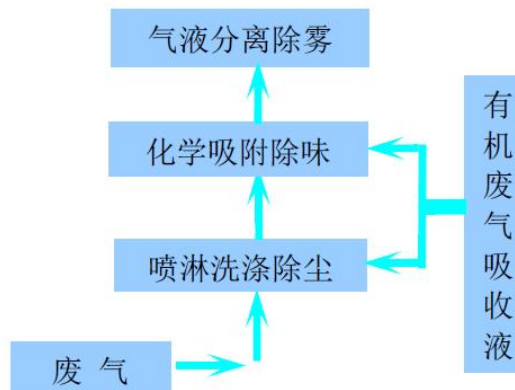 气液分离除雾
化学吸附除味
喷淋洗涤除尘
废 气
有机废气吸收液